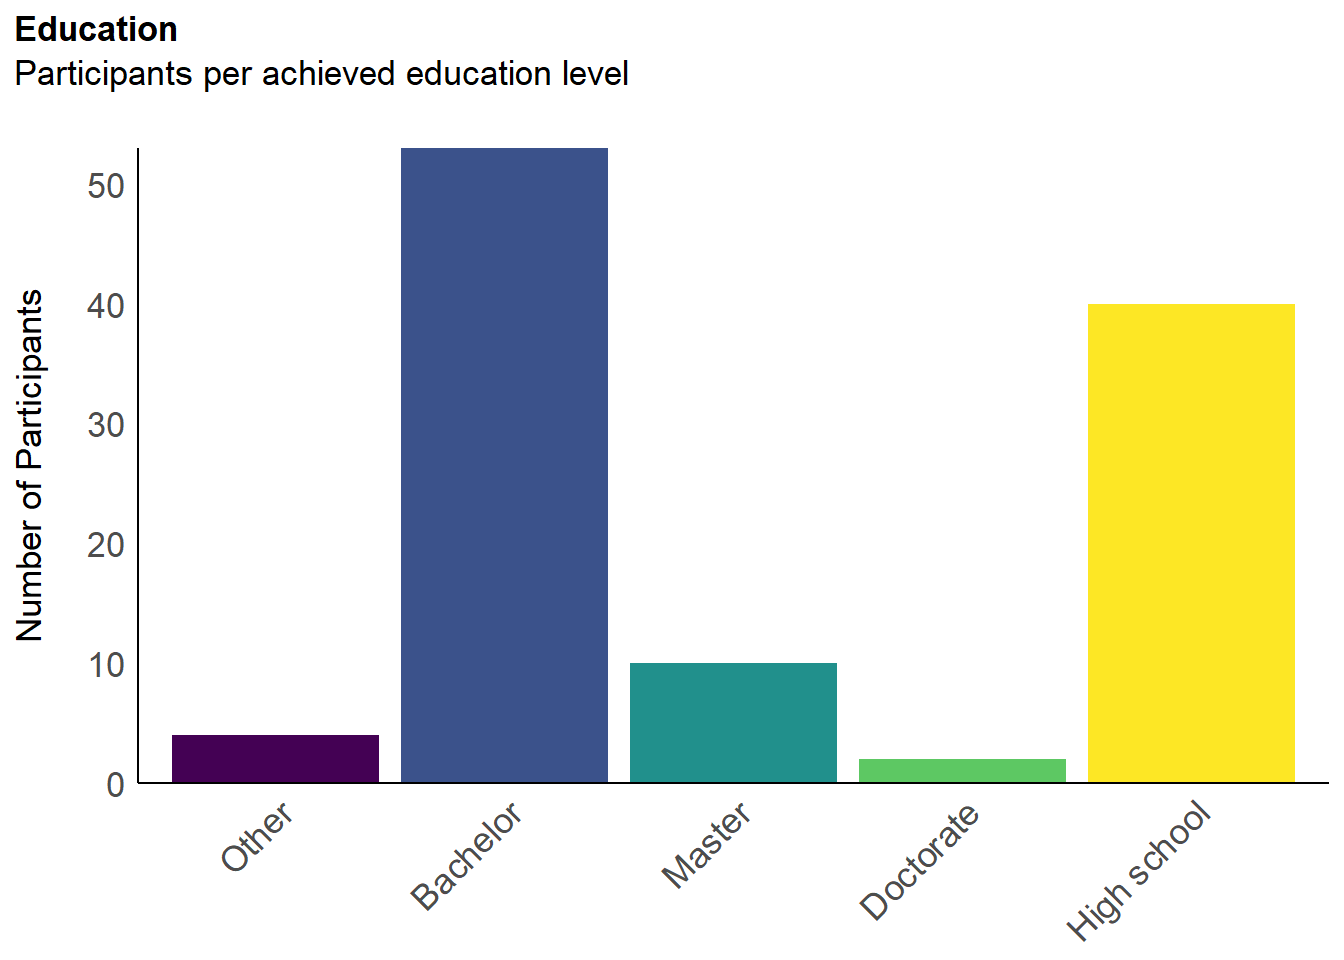 Education
Participants per achieved education level
Number of Participants
50
40
30
20
10
0
Other
Bachelor
Master
Doctorate
High school